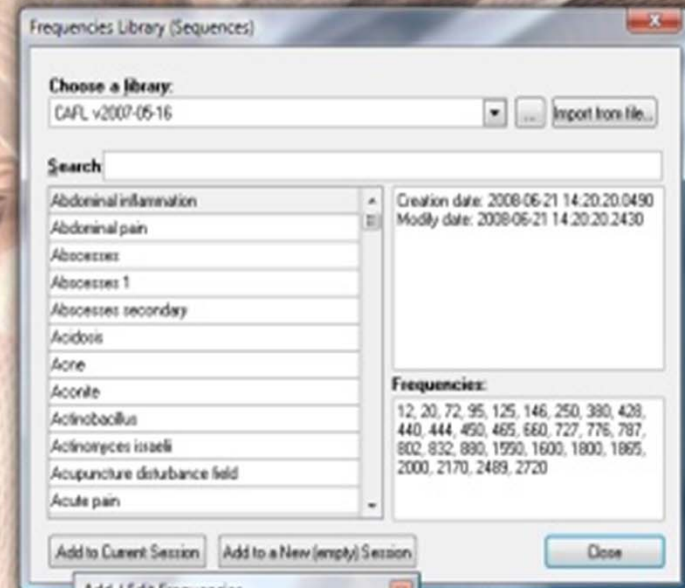 Frequencies Library (Sequences)
Choose a library:
CAFL v2007-05-16
...
Import from file...
Search
Abdominal inflammation
Abdominal pain
Abscesses
Abscesses 1
Abscesses secondary
Acidosis
Acne
Aconite
Actinobacillus
Actinomyces israelii
Acupuncture disturbance field
Acute pain
Creation date: 2008-06-21 14:20:20.0490
Modify date: 2008-06-21 14:20:20.2430
Frequencies:
12, 20, 72, 95, 125, 146, 250, 380, 428,
440, 444, 450, 465, 660, 727, 776, 787,
802, 832, 880, 1550, 1600, 1800, 1865,
2000, 2170, 2489, 2720
Add to Current Session
Add to a New (empty) Session
Close
Add / Edit Frequencies